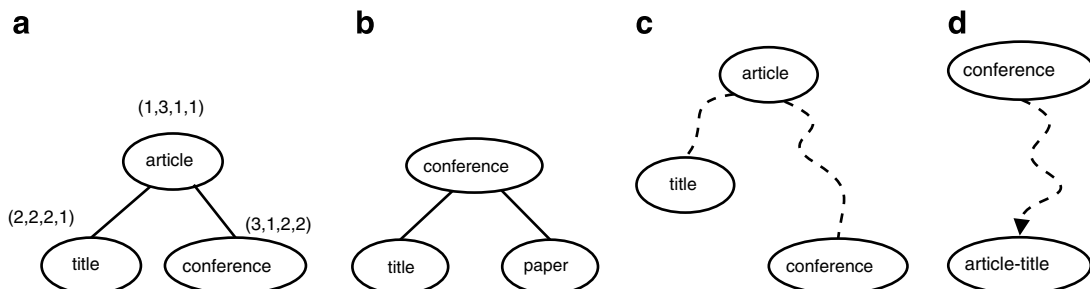 a
(1,3,1,1)
article
(2,2,2,1)
(3,1,2,2)
title
conference
b
conference
title
paper
c
article
title
conference
d
conference
article-title